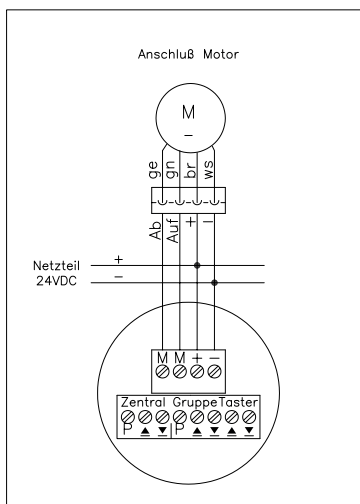 Anschluß Motor
M
–
ge gn br ws
Ab Auf + –
Netzteil +
24VDC –
M M + –
Zentral Gruppe Taster
P ▲ ▼ P ▲ ▼ ▲ ▼